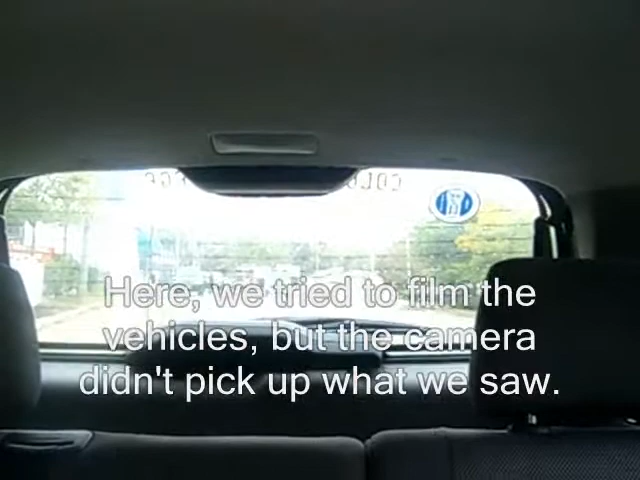 Here, we tried to film the
vehicles, but the camera
didn't pick up what we saw.